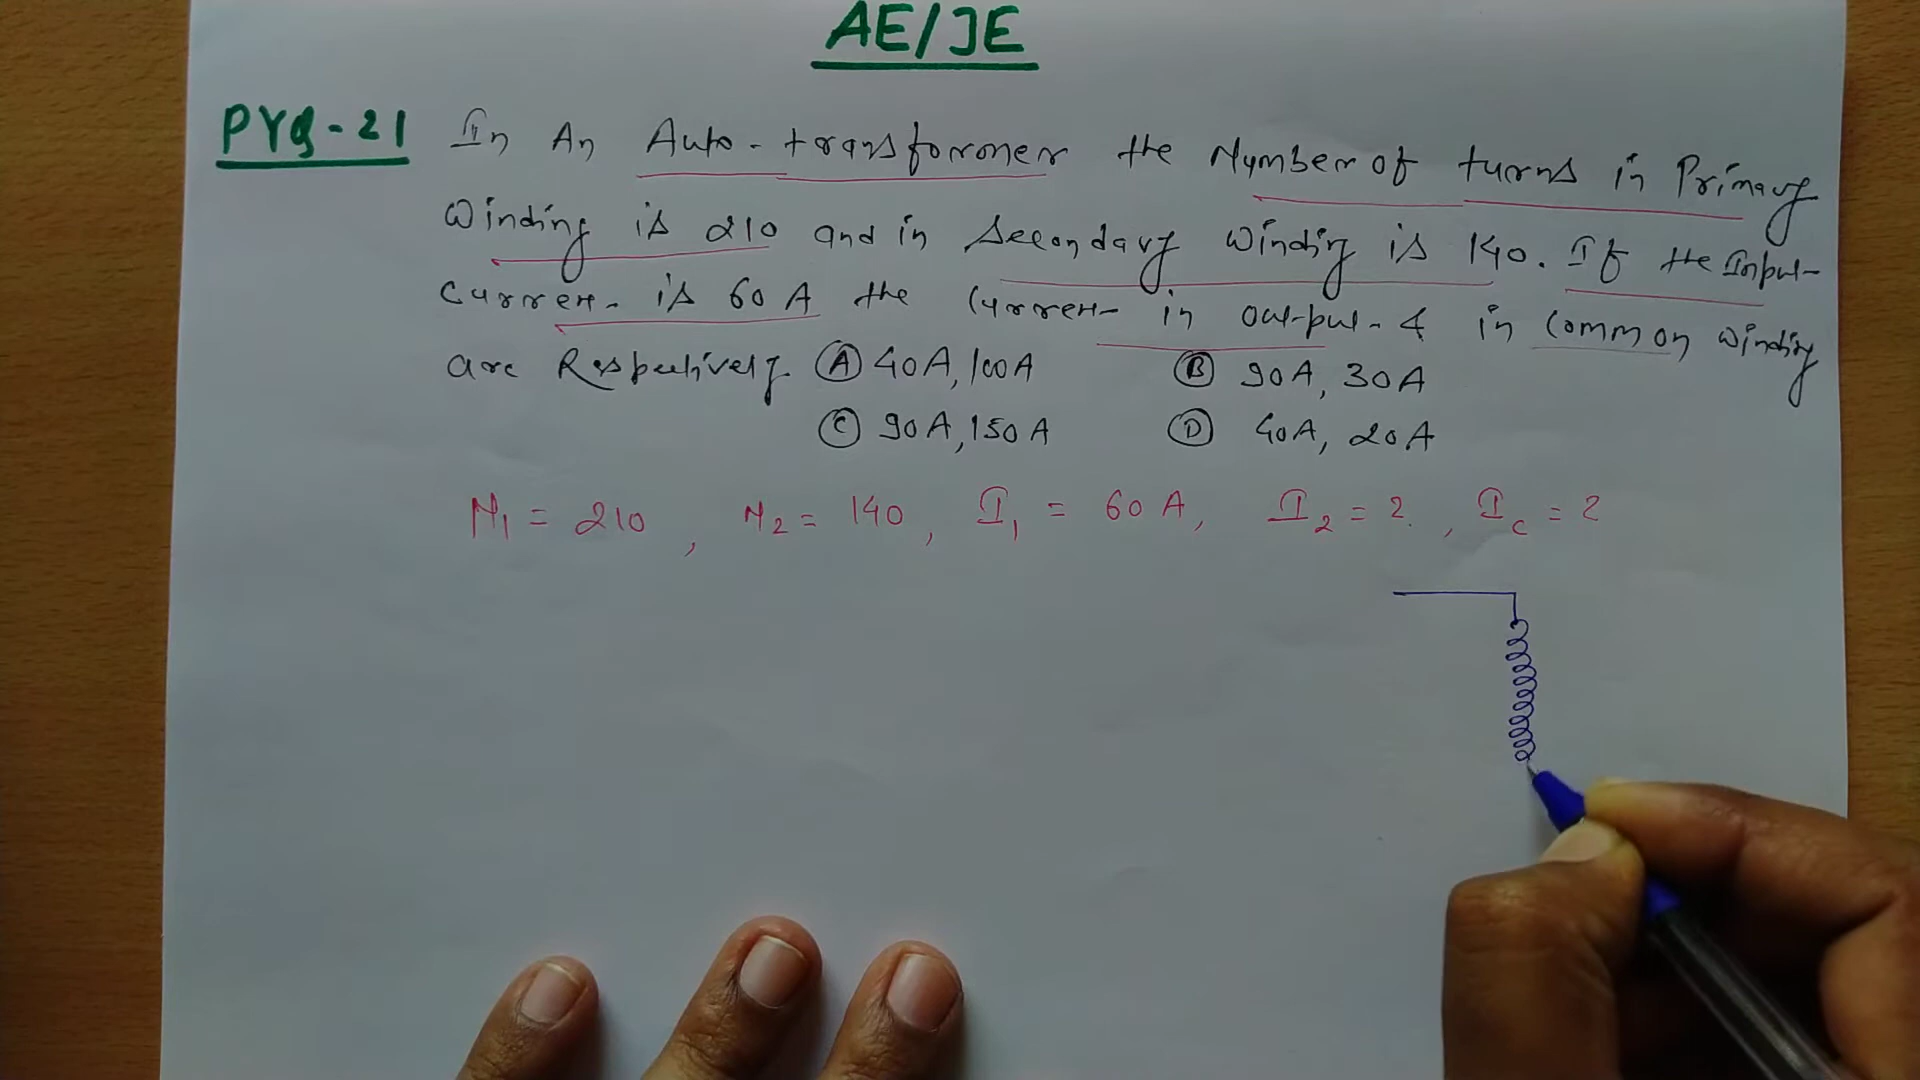 AE/JE
PYQ-21 In An Auto-transformer the Number of turns in Primary
Winding is 210 and in Secondary Winding is 140. If the Input
Current is 60 A the Current in output & in Common Winding
are Respectively. (A) 40A, 100A (B) 90A, 30A
(C) 90A, 150A (D) 40A, 20A
N1 = 210, N2 = 140, I1 = 60 A, I2 = ?, Ic = ?